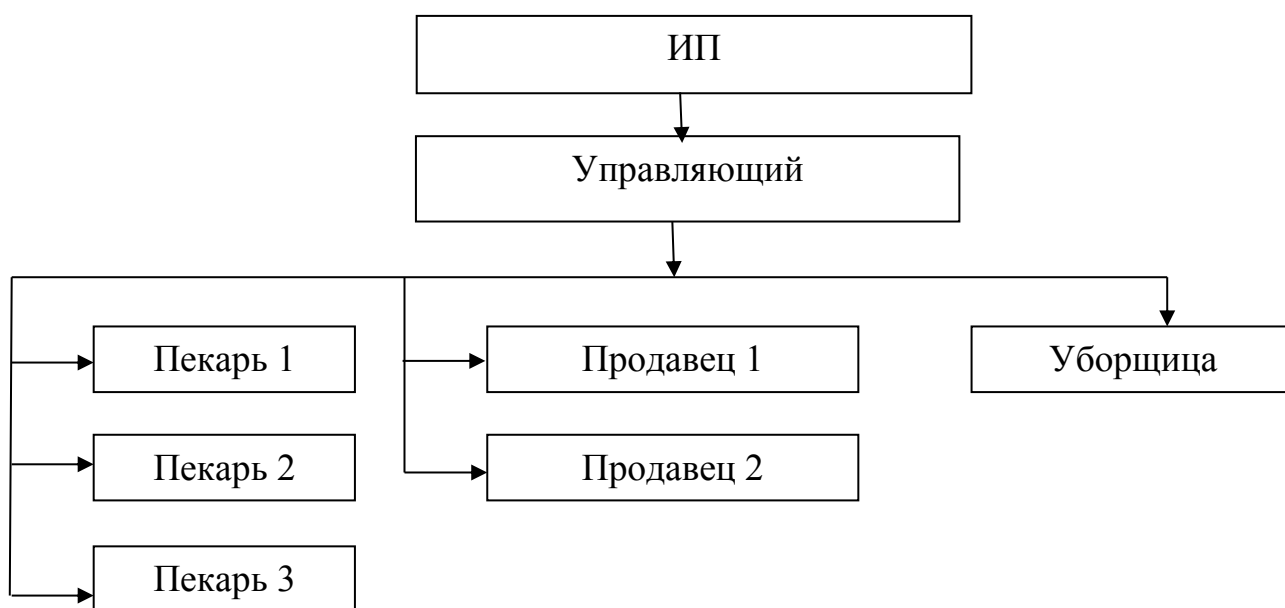 ИП
Управляющий
Пекарь 1
Продавец 1
Уборщица
Пекарь 2
Продавец 2
Пекарь 3